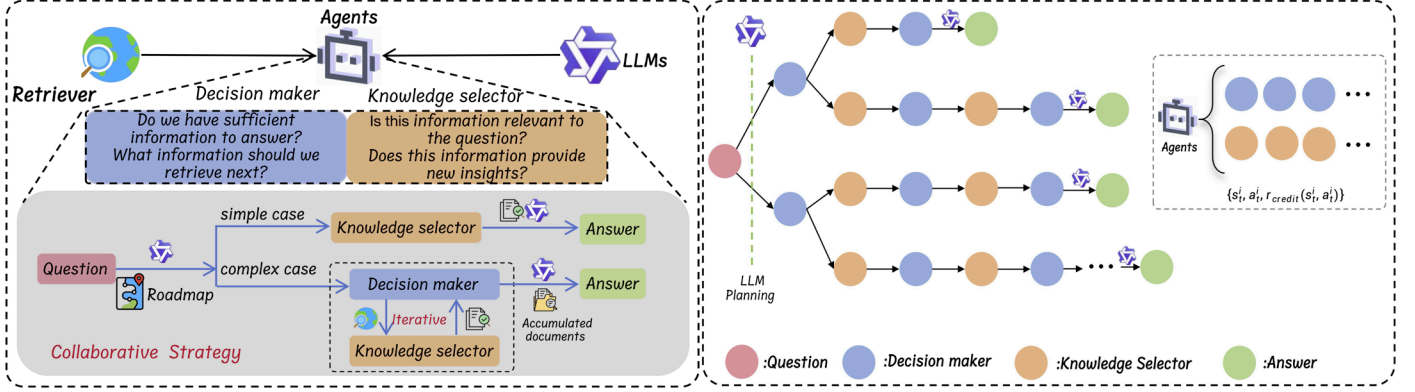 Agents
Retriever
LLMs
Decision maker
Knowledge selector
Do we have sufficient
information to answer?
What information should we
retrieve next?
Is this information relevant to
the question?
Does this information provide
new insights?
simple case
Knowledge selector
Answer
Question
Roadmap
complex case
Decision maker
Answer
Iterative
Accumulated
documents
Knowledge selector
Collaborative Strategy
LLM
Planning
Agents
{s_t^i, a_t^i, r_{credit}(s_t^i, a_t^i)}
:Question
:Decision maker
:Knowledge Selector
:Answer